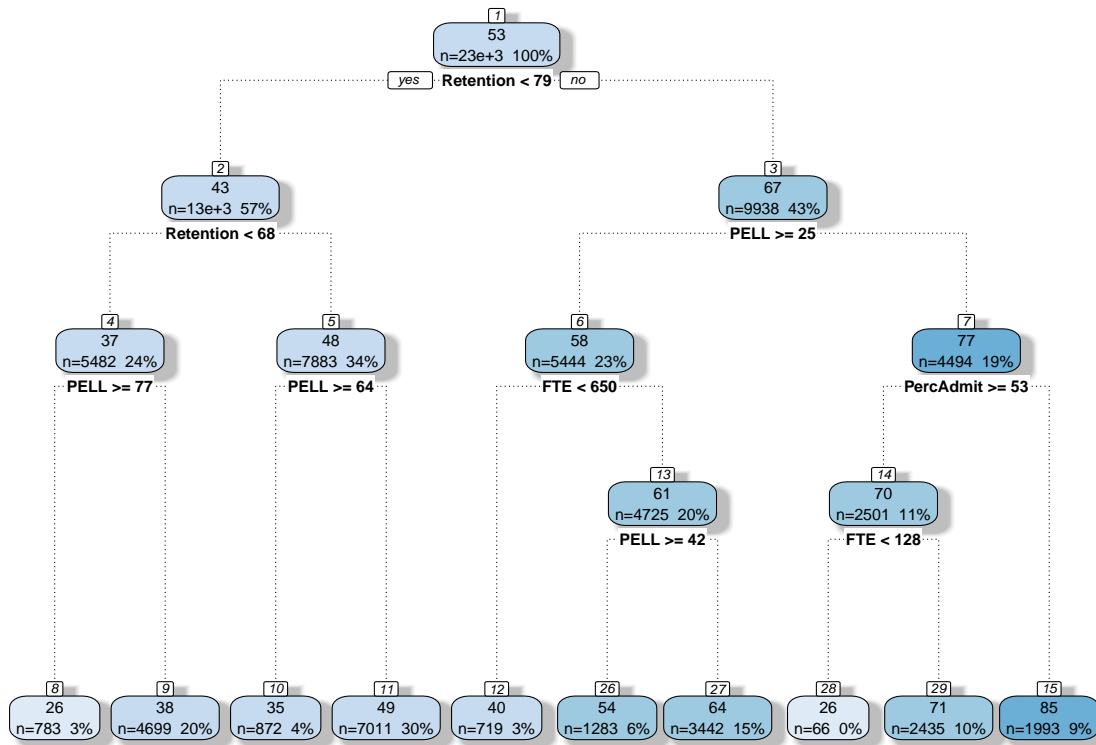 1
53
n=23e+3 100%
yes Retention < 79 no
2 3
43 67
n=13e+3 57% n=9938 43%
Retention < 68 PELL >= 25
4 5 6 7
37 48 58 77
n=5482 24% n=7883 34% n=5444 23% n=4494 19%
PELL >= 77 PELL >= 64 FTE < 650 PercAdmit >= 53
13 14
61 70
n=4725 20% n=2501 11%
PELL >= 42 FTE < 128
8 9 10 11 12 26 27 28 29 15
26 38 35 49 40 54 64 26 71 85
n=783 3% n=4699 20% n=872 4% n=7011 30% n=719 3% n=1283 6% n=3442 15% n=66 0% n=2435 10% n=1993 9%